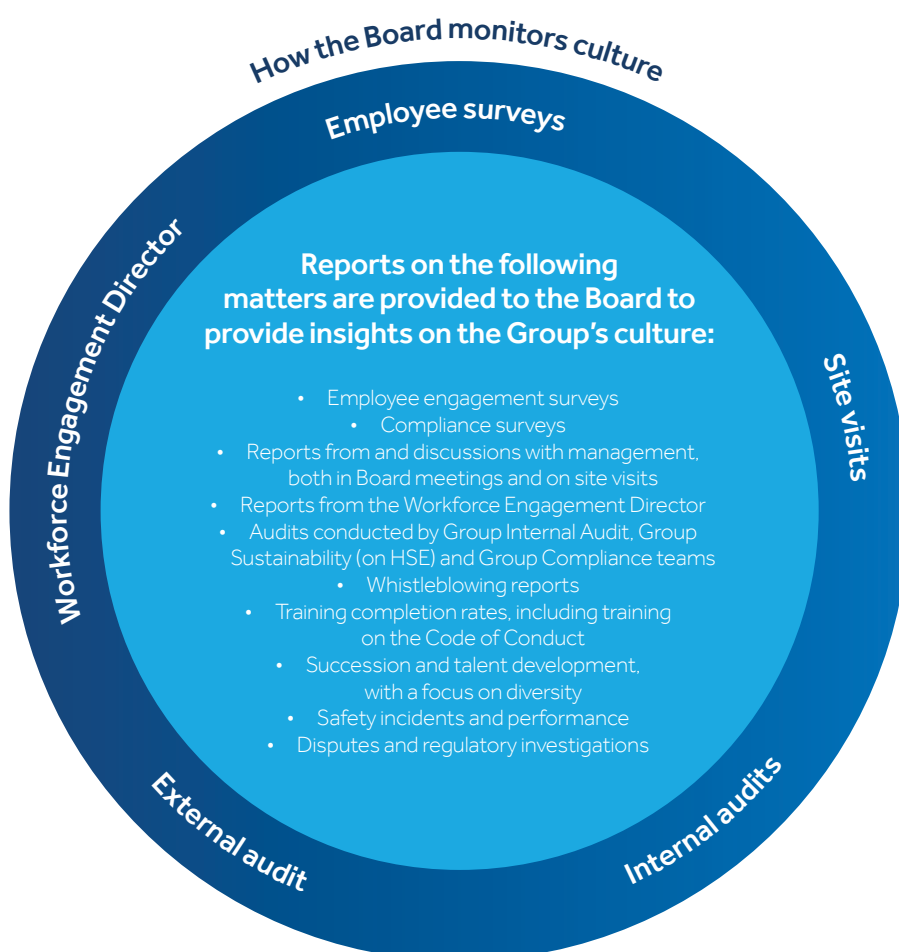 How the Board monitors culture
Employee surveys
Workforce Engagement Director
Site visits
Reports on the following
matters are provided to the Board to
provide insights on the Group's culture:
• Employee engagement surveys
• Compliance surveys
• Reports from and discussions with management,
both in Board meetings and on site visits
• Reports from the Workforce Engagement Director
• Audits conducted by Group Internal Audit, Group
Sustainability (on HSE) and Group Compliance teams
• Whistleblowing reports
• Training completion rates, including training
on the Code of Conduct
• Succession and talent development,
with a focus on diversity
• Safety incidents and performance
• Disputes and regulatory investigations
External audit
Internal audits